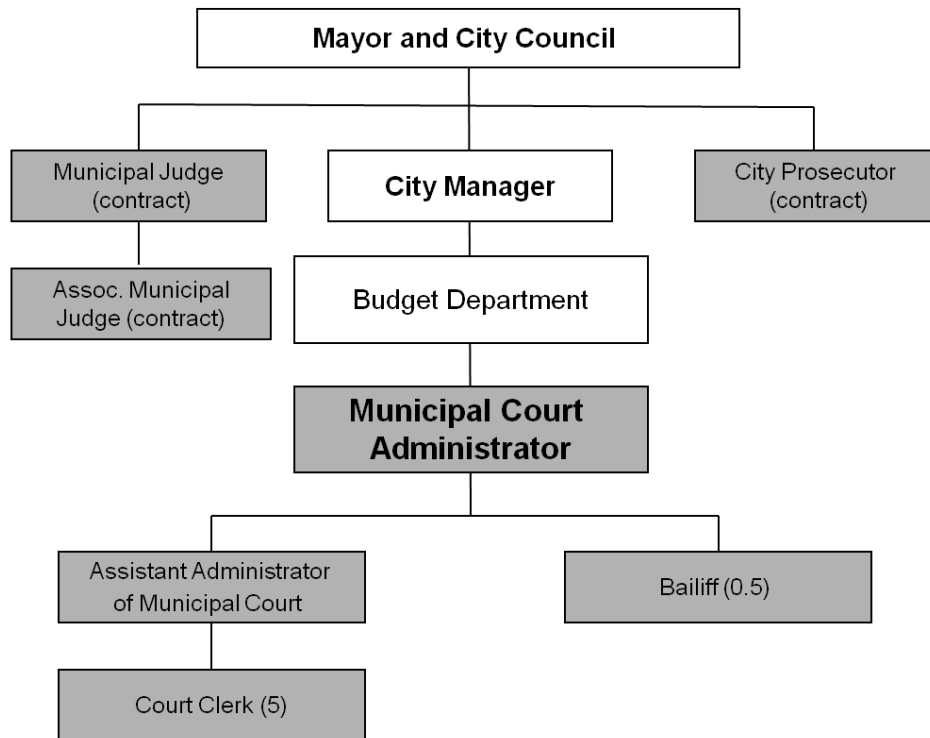 Mayor and City Council
Municipal Judge
(contract)
City Manager
City Prosecutor
(contract)
Assoc. Municipal
Judge (contract)
Budget Department
Municipal Court
Administrator
Assistant Administrator
of Municipal Court
Bailiff (0.5)
Court Clerk (5)